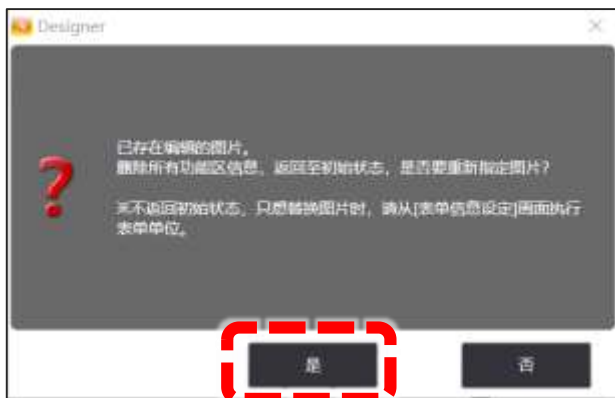 Designer
已存在编辑的图片。
删除所有功能区信息，返回至初始状态，是否要重新指定图片?
※不返回初始状态，只想替换图片时，请从[表单信息设定]画面执行
表单单位。
是
否